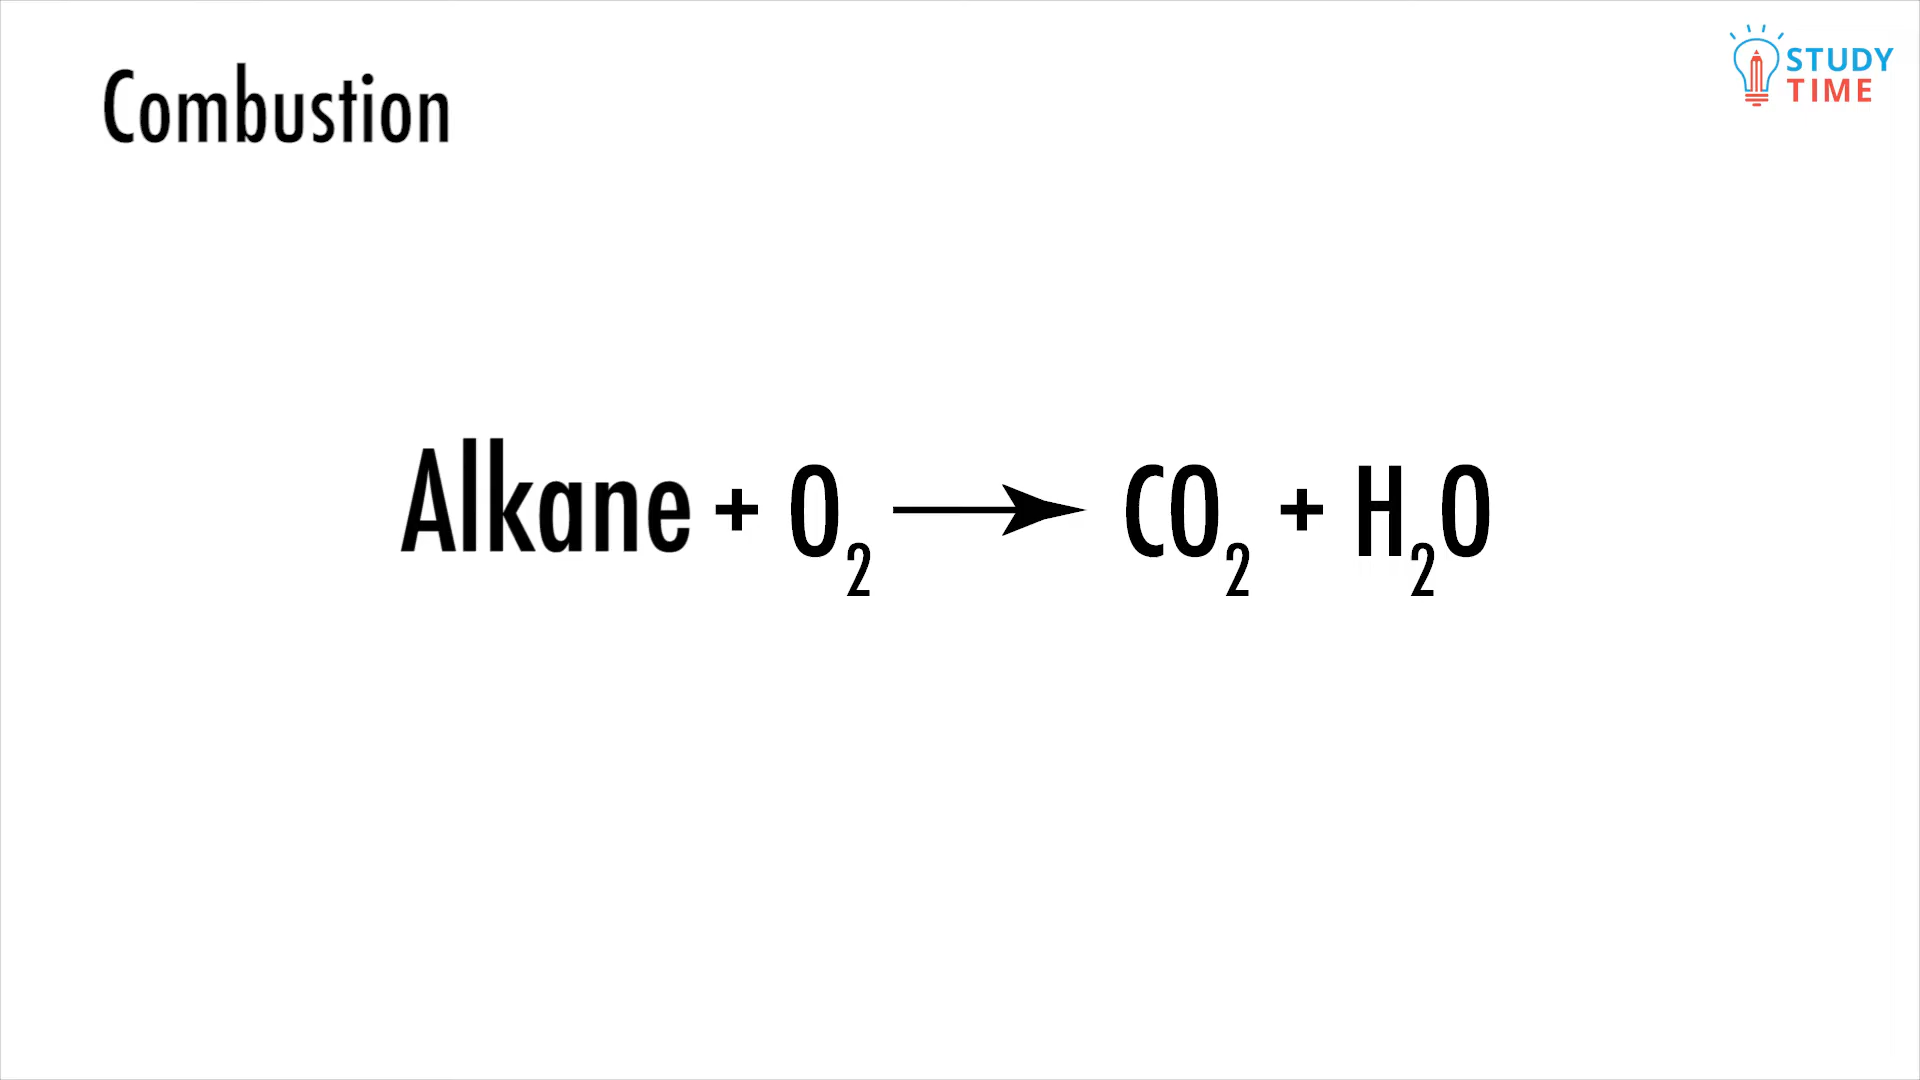 STUDY
TIME
Combustion
Alkane + O₂ → CO₂ + H₂O